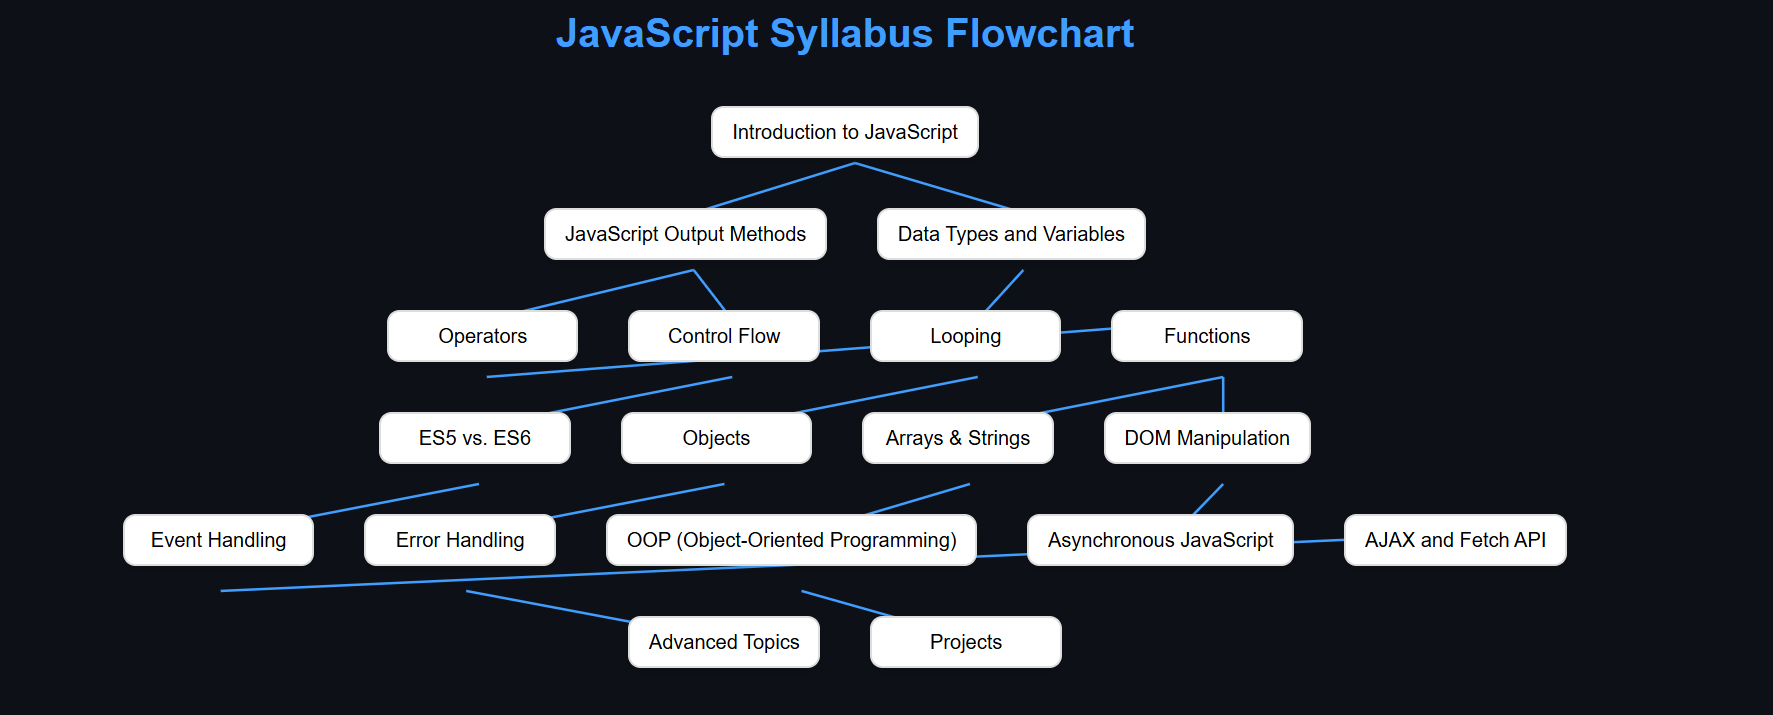 JavaScript Syllabus Flowchart
Introduction to JavaScript
JavaScript Output Methods
Data Types and Variables
Operators
Control Flow
Looping
Functions
ES5 vs. ES6
Objects
Arrays & Strings
DOM Manipulation
Event Handling
Error Handling
OOP (Object-Oriented Programming)
Asynchronous JavaScript
AJAX and Fetch API
Advanced Topics
Projects